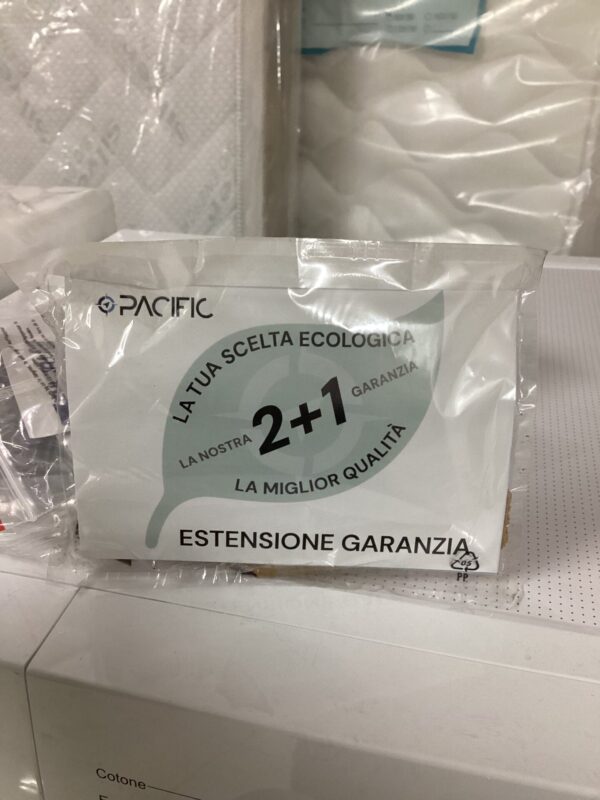 PACIFIC
LA TUA SCELTA ECOLOGICA
LA NOSTRA 2+1 GARANZIA
LA MIGLIOR QUALITÀ
ESTENSIONE GARANZIA
05
PP
Cotone